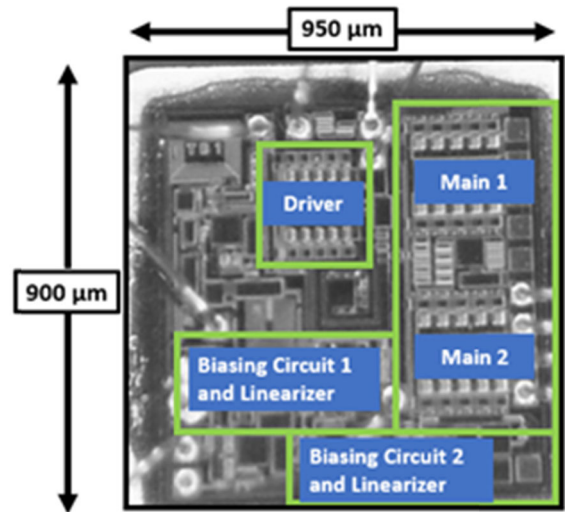 950 µm
900 µm
Driver
Main 1
Main 2
Biasing Circuit 1
and Linearizer
Biasing Circuit 2
and Linearizer